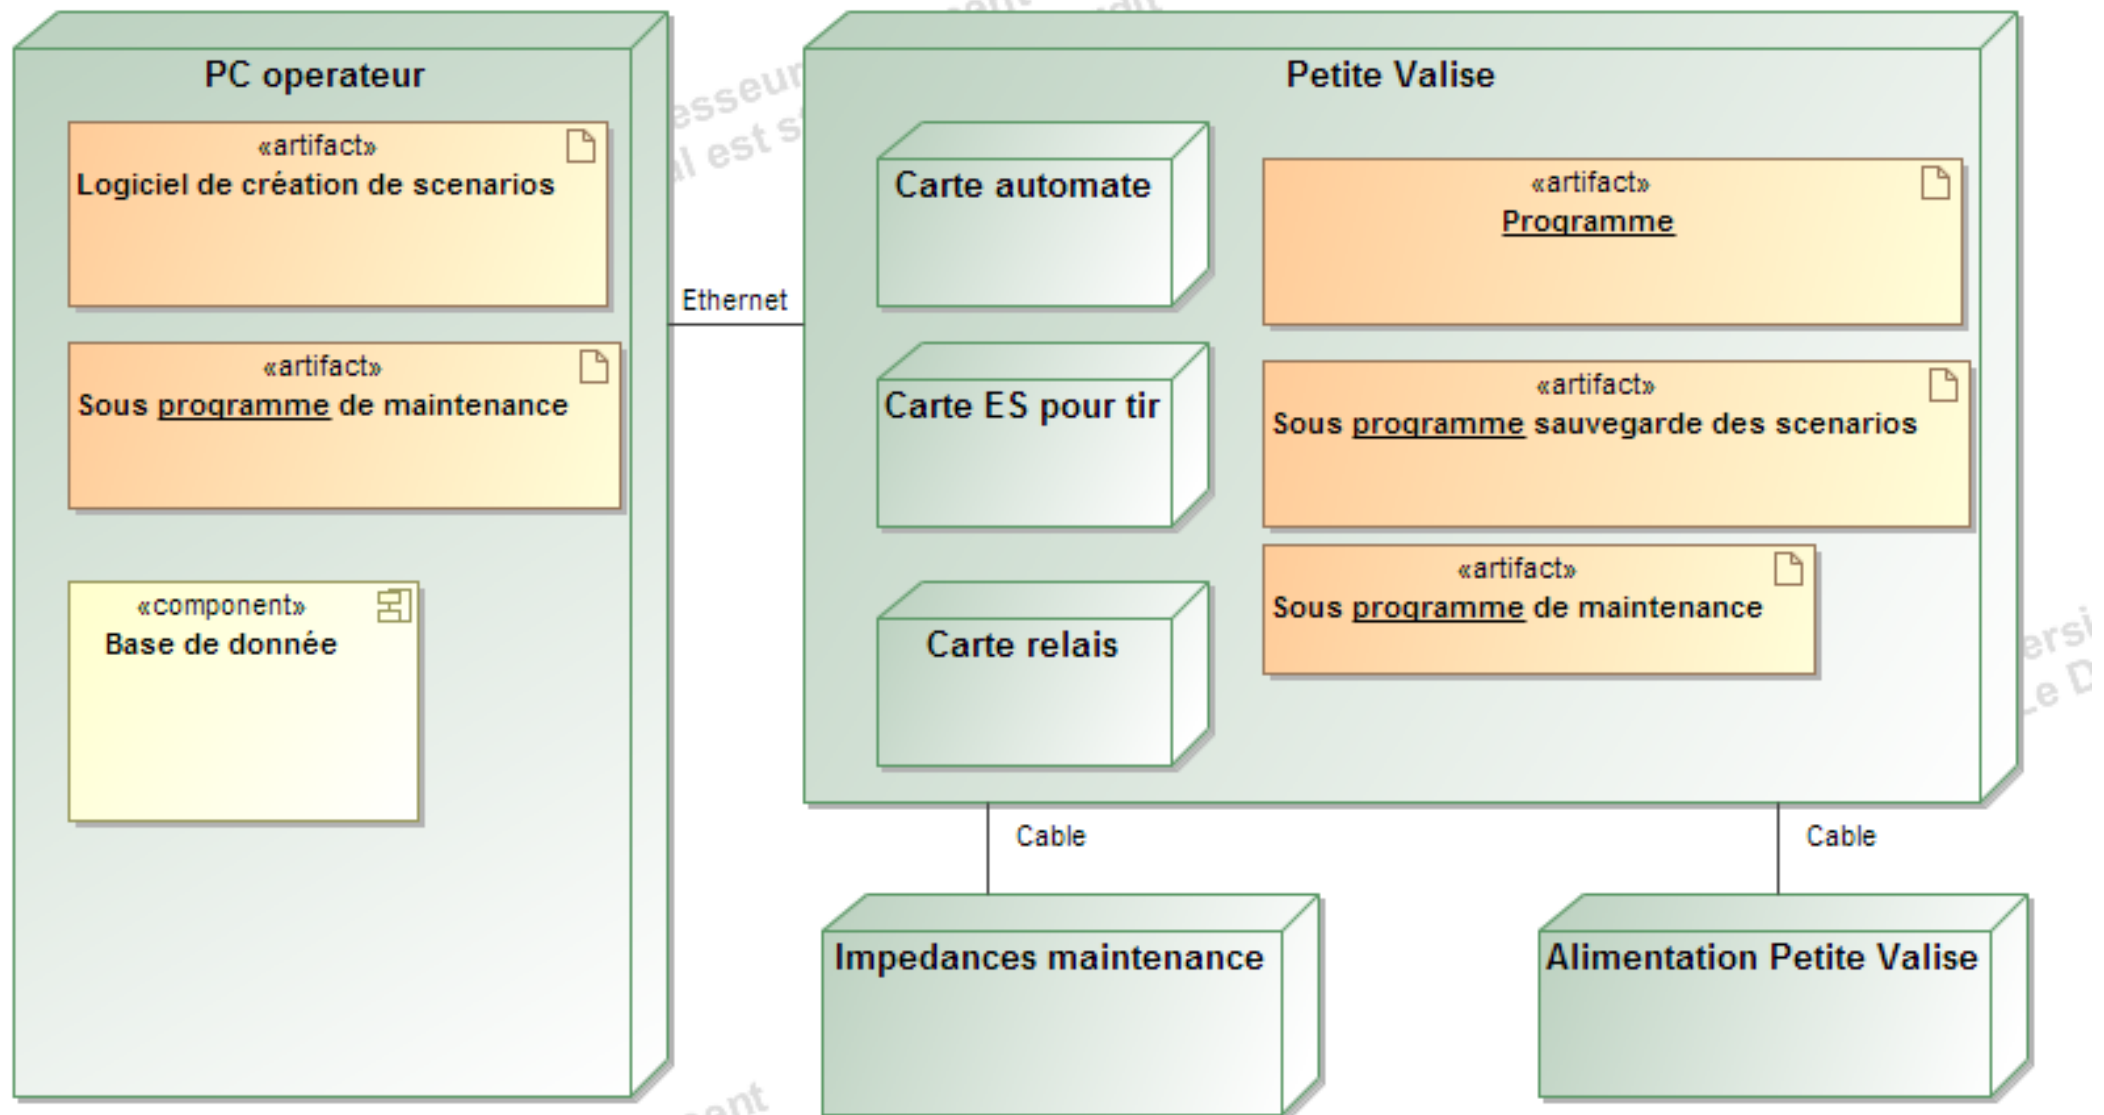 PC operateur
«artifact»
Logiciel de création de scenarios
«artifact»
Sous programme de maintenance
«component»
Base de donnée
Ethernet
Petite Valise
Carte automate
Carte ES pour tir
Carte relais
«artifact»
Programme
«artifact»
Sous programme sauvegarde des scenarios
«artifact»
Sous programme de maintenance
Cable
Cable
Impedances maintenance
Alimentation Petite Valise